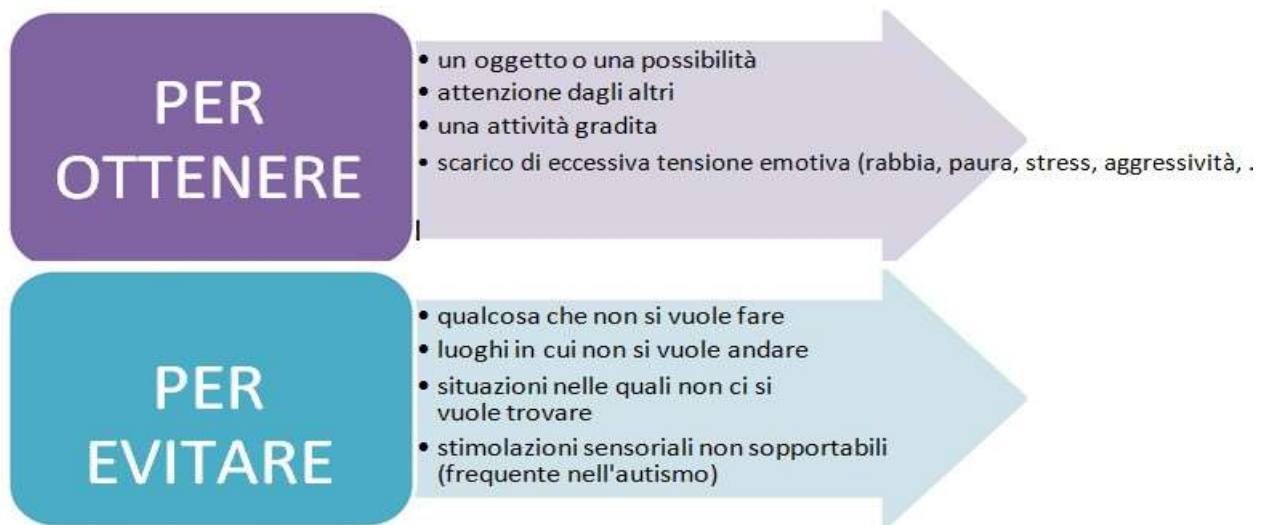 PER
OTTENERE
• un oggetto o una possibilità
• attenzione dagli altri
• una attività gradita
• scarico di eccessiva tensione emotiva (rabbia, paura, stress, aggressività, .
PER
EVITARE
• qualcosa che non si vuole fare
• luoghi in cui non si vuole andare
• situazioni nelle quali non ci si
vuole trovare
• stimolazioni sensoriali non sopportabili
(frequente nell'autismo)